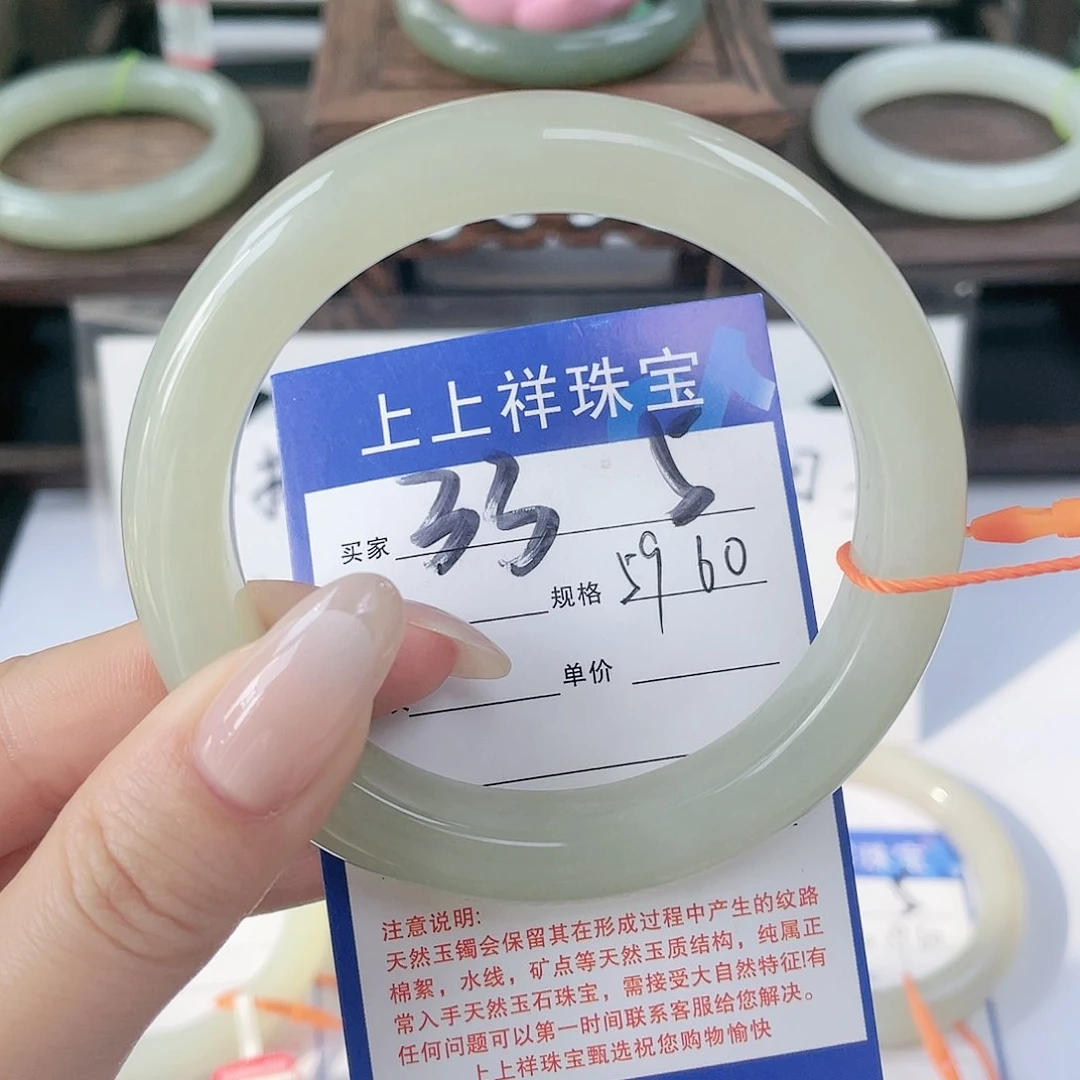 上上祥珠宝
买家 33 5
规格 59 60
单价
注意说明:
天然玉镯会保留其在形成过程中产生的纹路
棉絮，水线，矿点等天然玉质结构，纯属正
常入手天然玉石珠宝，需接受大自然特征!有
任何问题可以第一时间联系客服给您解决。
上上祥珠宝甄选祝您购物愉快
珠宝